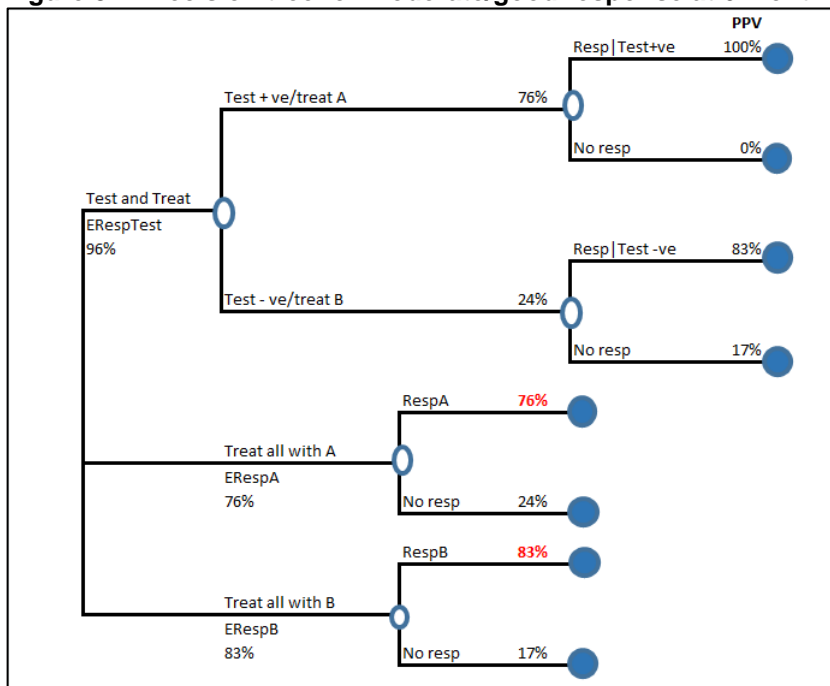 PPV
Resp|Test+ve 100%
Test + ve/treat A 76%
No resp 0%
Test and Treat
ERespTest
96%
Resp|Test -ve 83%
Test - ve/treat B 24%
No resp 17%
RespA 76%
Treat all with A
ERespA
76%
No resp 24%
RespB 83%
Treat all with B
ERespB
83%
No resp 17%